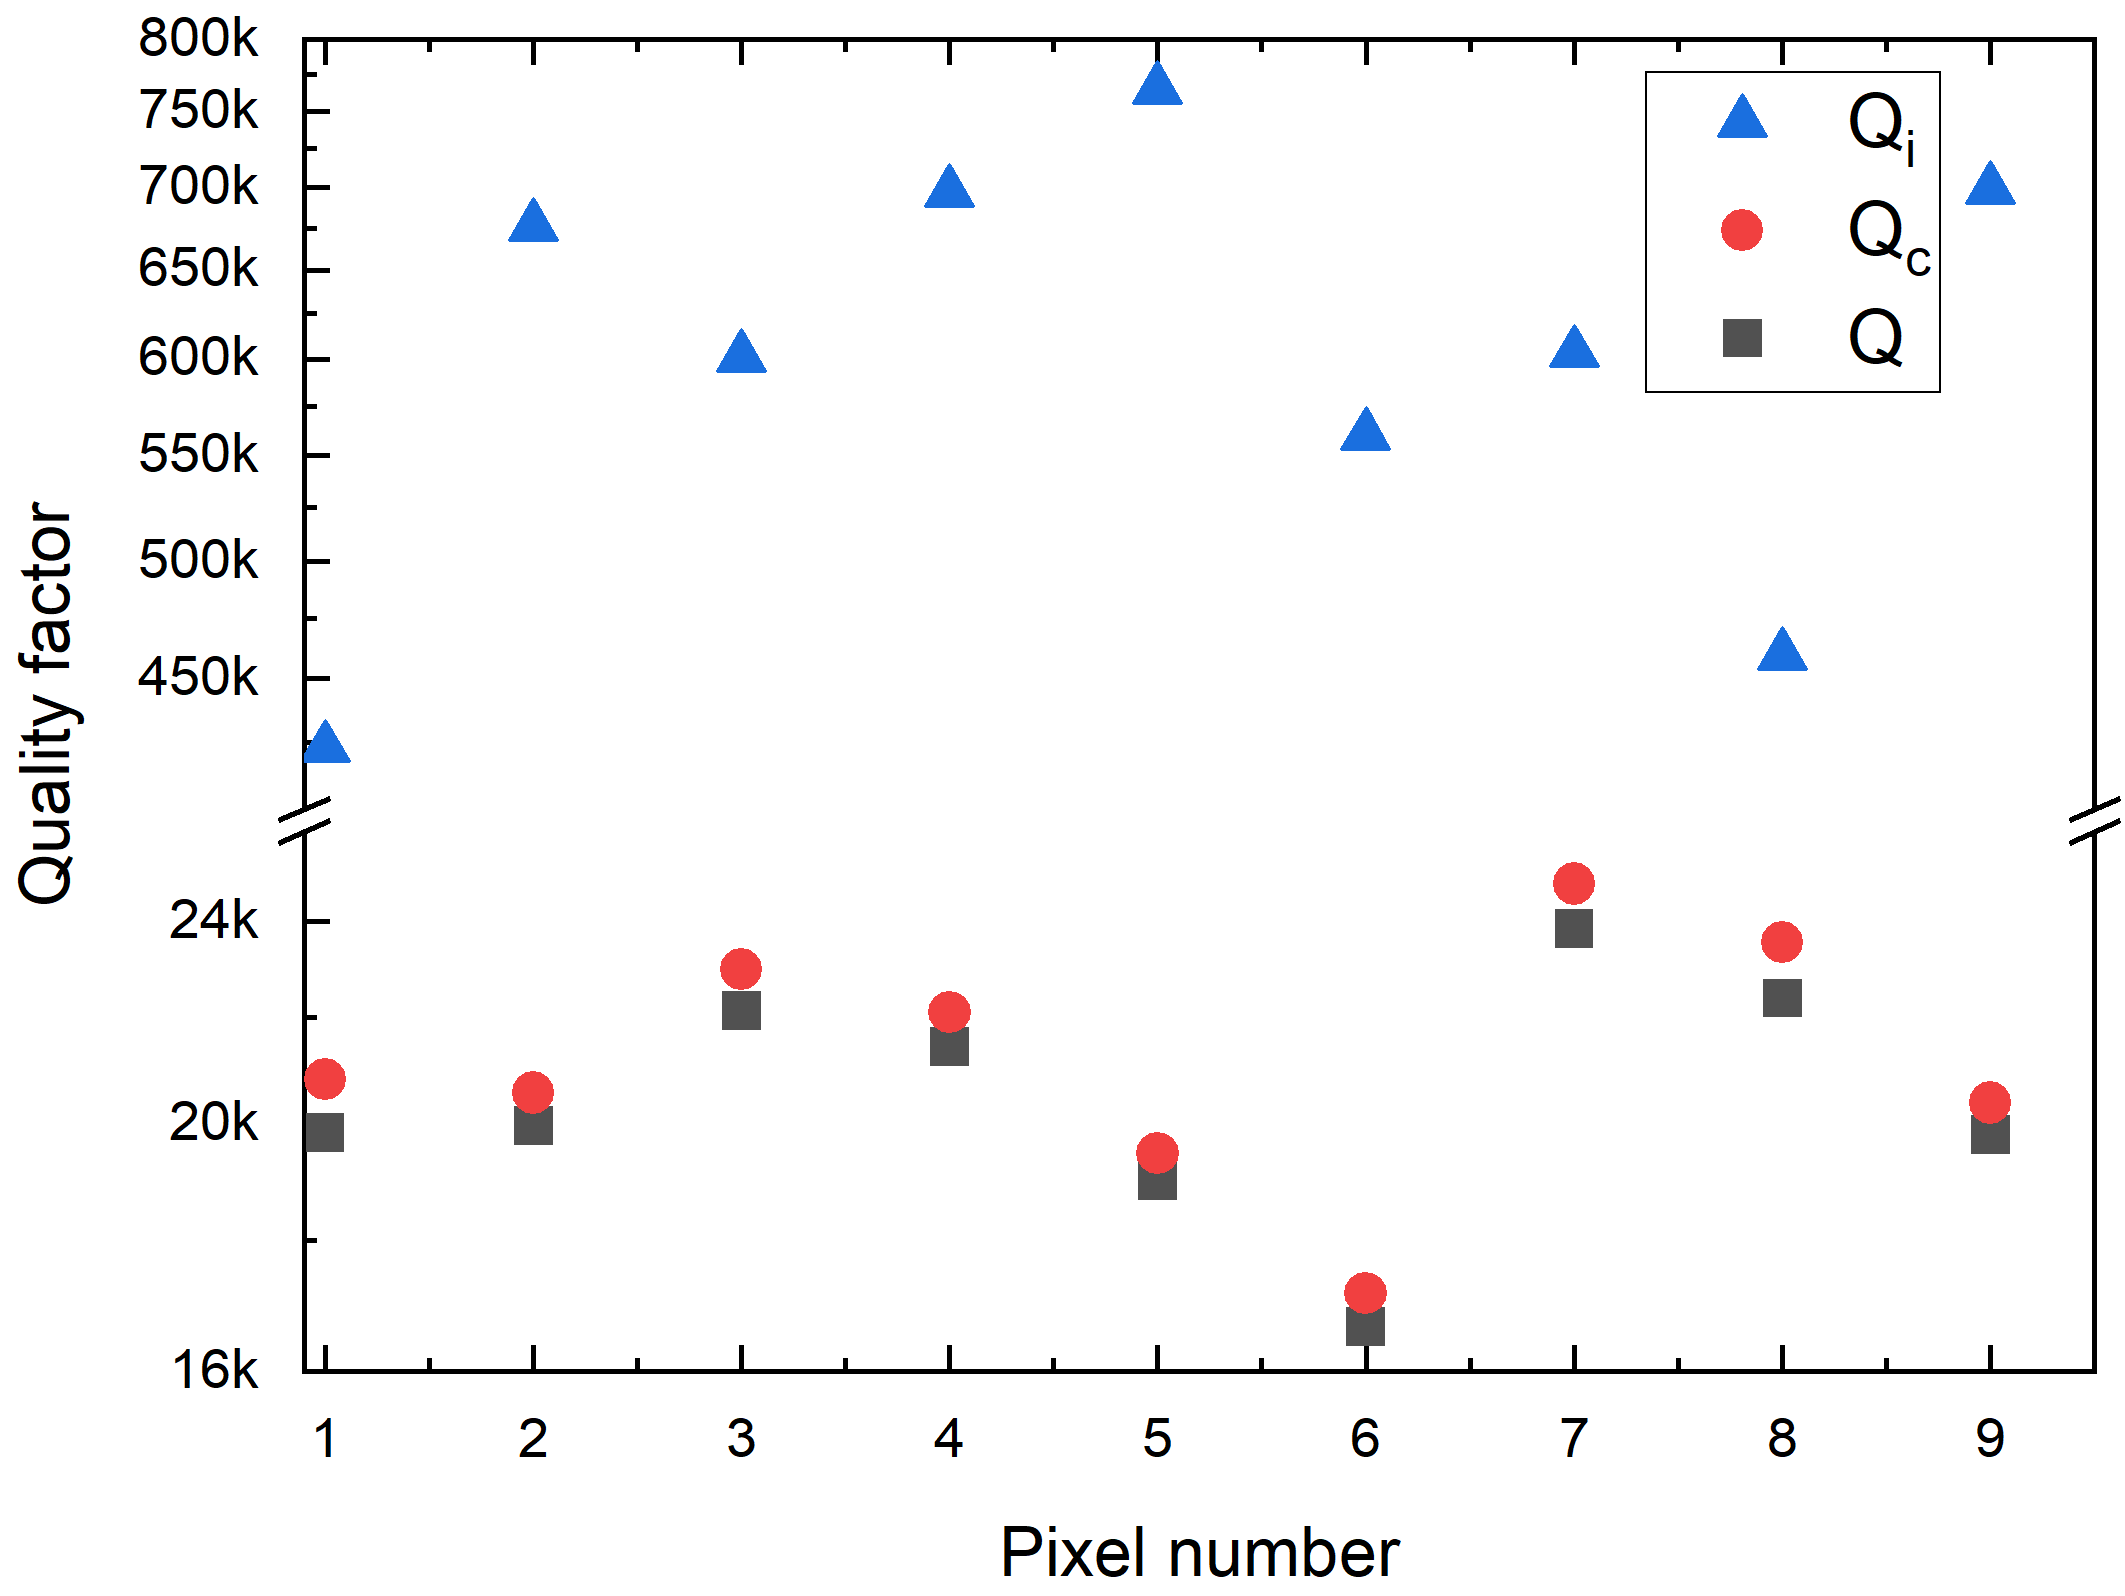 800k
750k
700k
650k
600k
550k
500k
450k
24k
20k
16k
Quality factor
Qi
Qc
Q
1 2 3 4 5 6 7 8 9
Pixel number